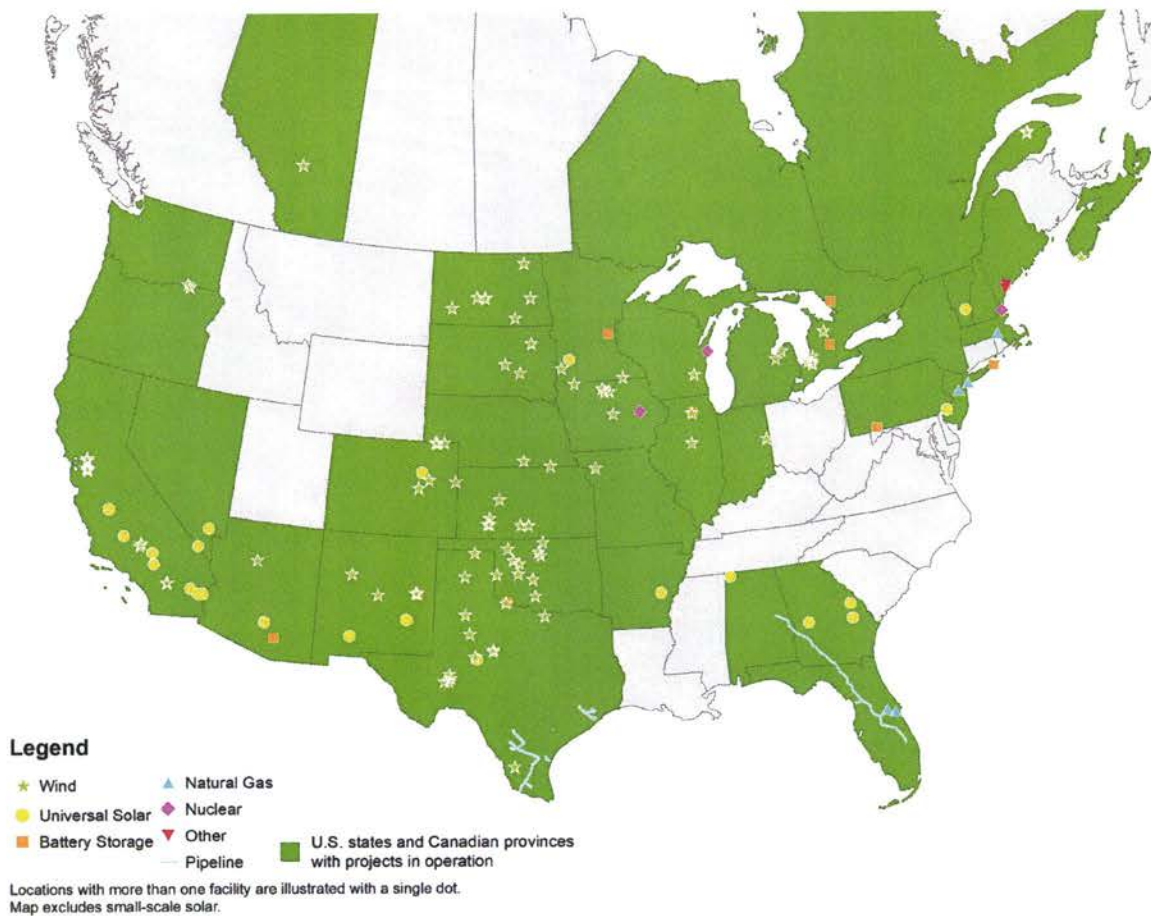 Legend
Wind
Universal Solar
Battery Storage
Natural Gas
Nuclear
Other
Pipeline
U.S. states and Canadian provinces
with projects in operation
Locations with more than one facility are illustrated with a single dot.
Map excludes small-scale solar.